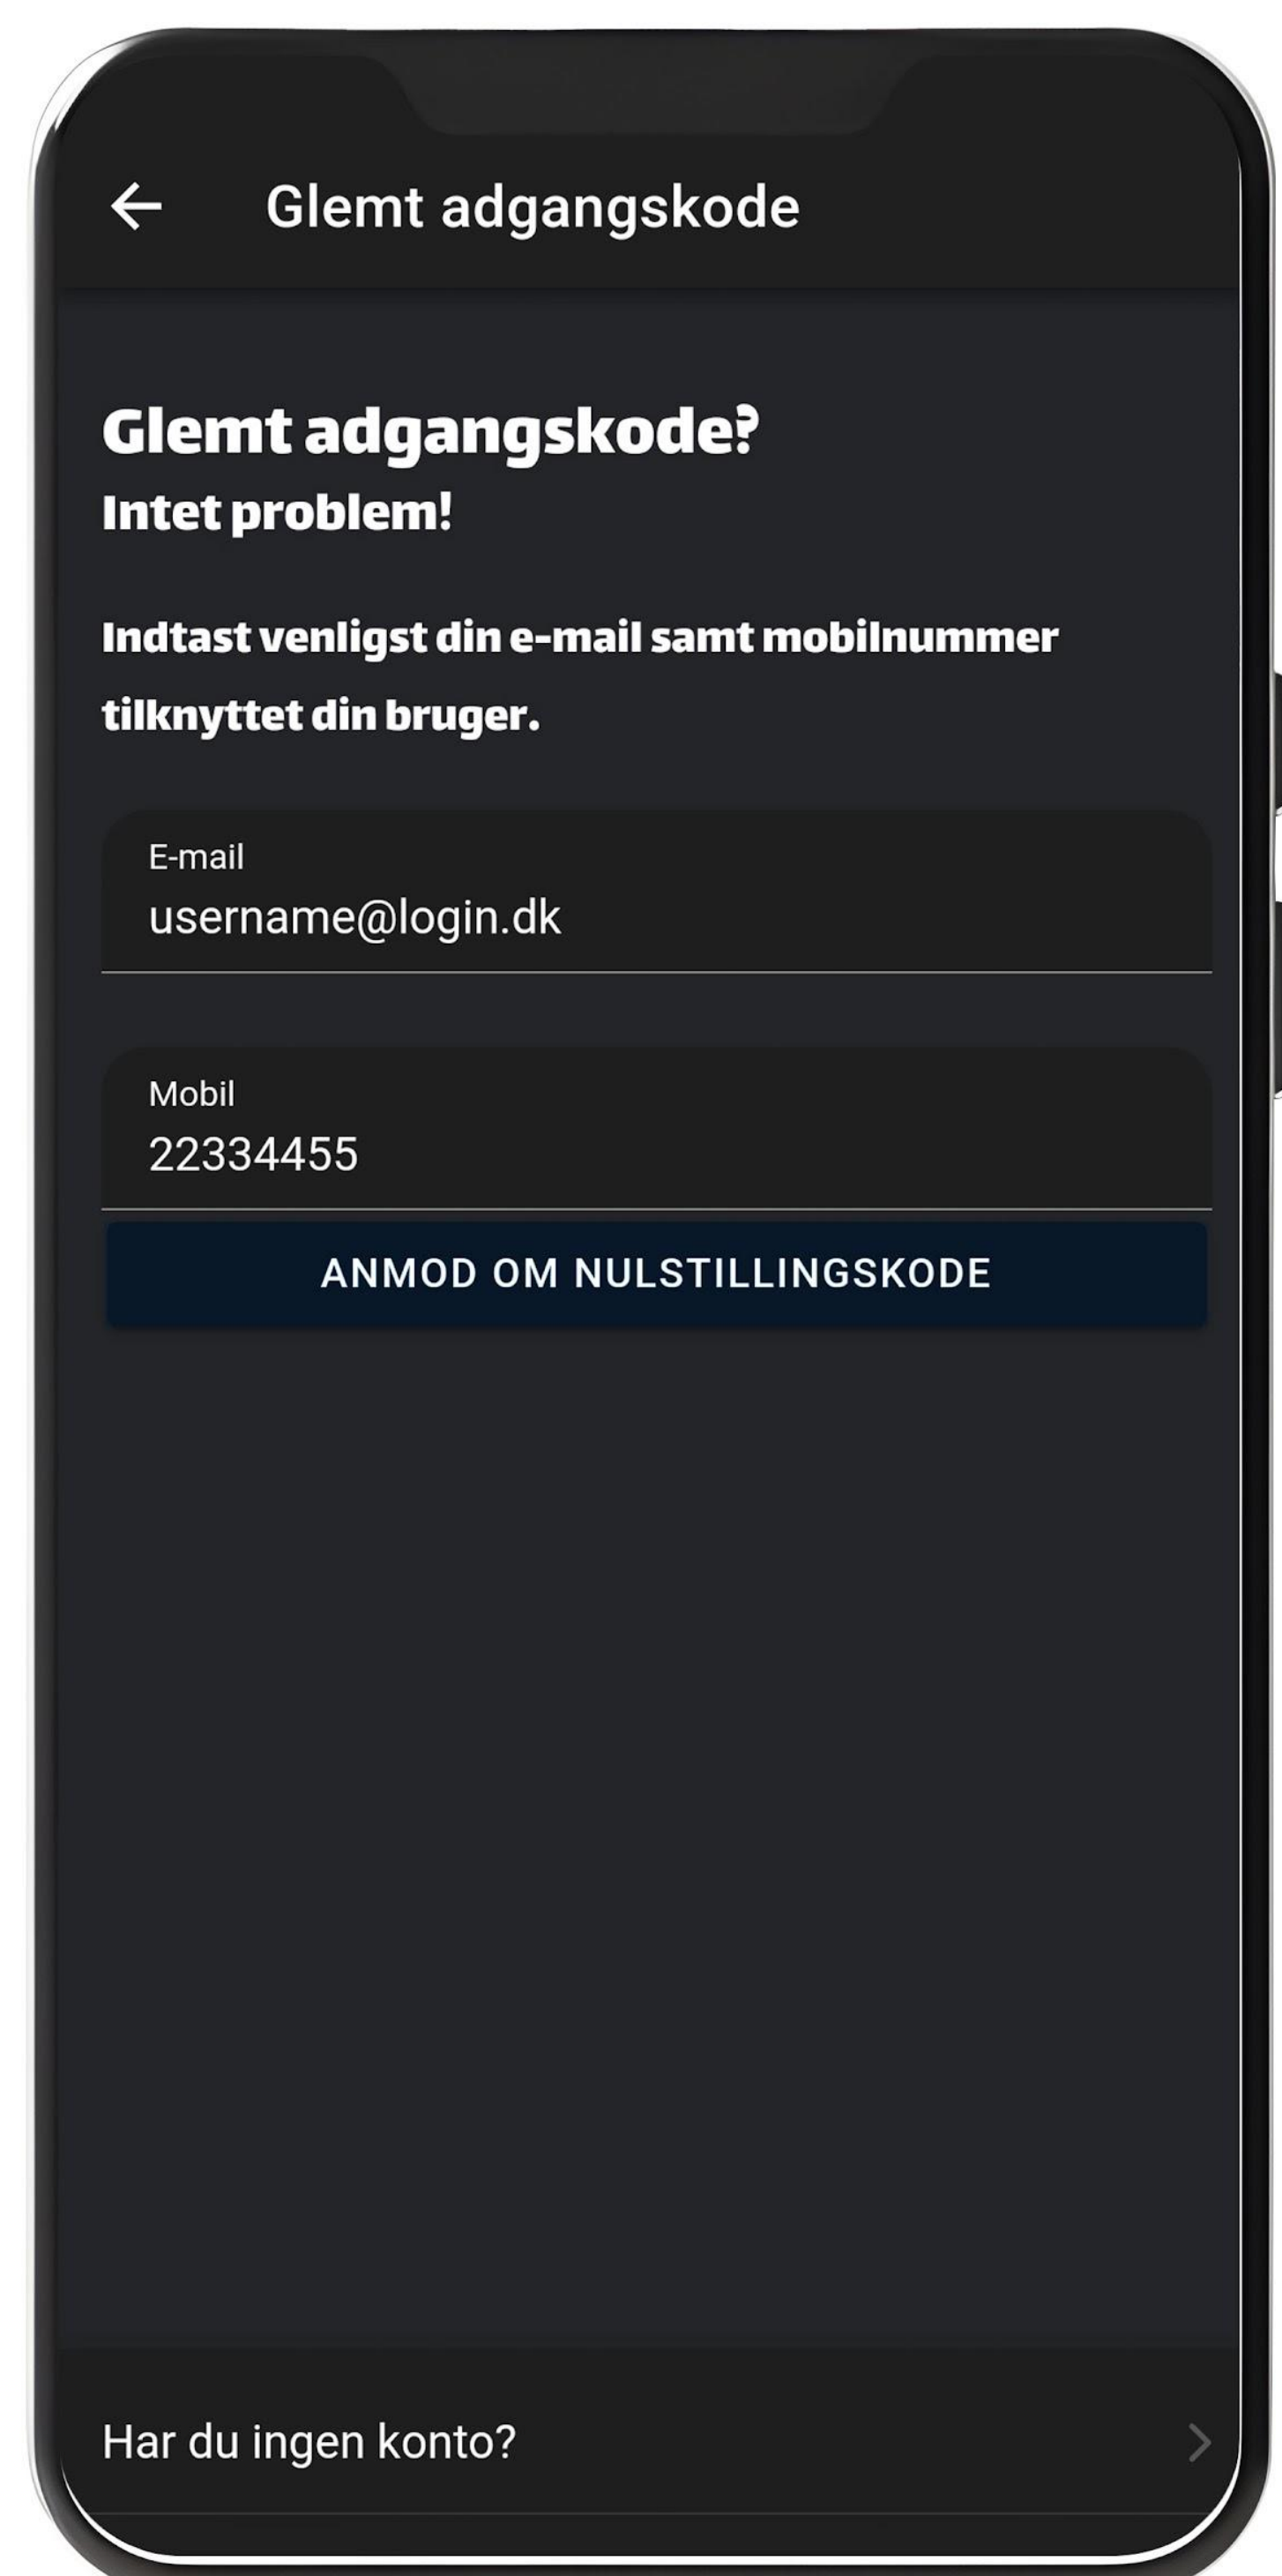 Glemt adgangskode
Glemt adgangskode?
Intet problem!
Indtast venligst din e-mail samt mobilnummer
tilknyttet din bruger.
E-mail
username@login.dk
Mobil
22334455
ANMOD OM NULSTILLINGSKODE
Har du ingen konto?